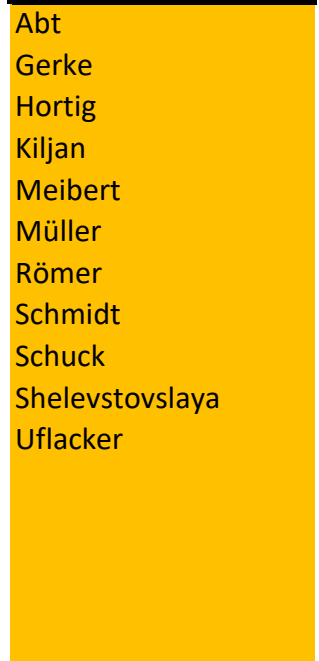 Abt
Gerke
Hortig
Kiljan
Meibert
Müller
Römer
Schmidt
Schuck
Shelevstovslaya
Uflacker